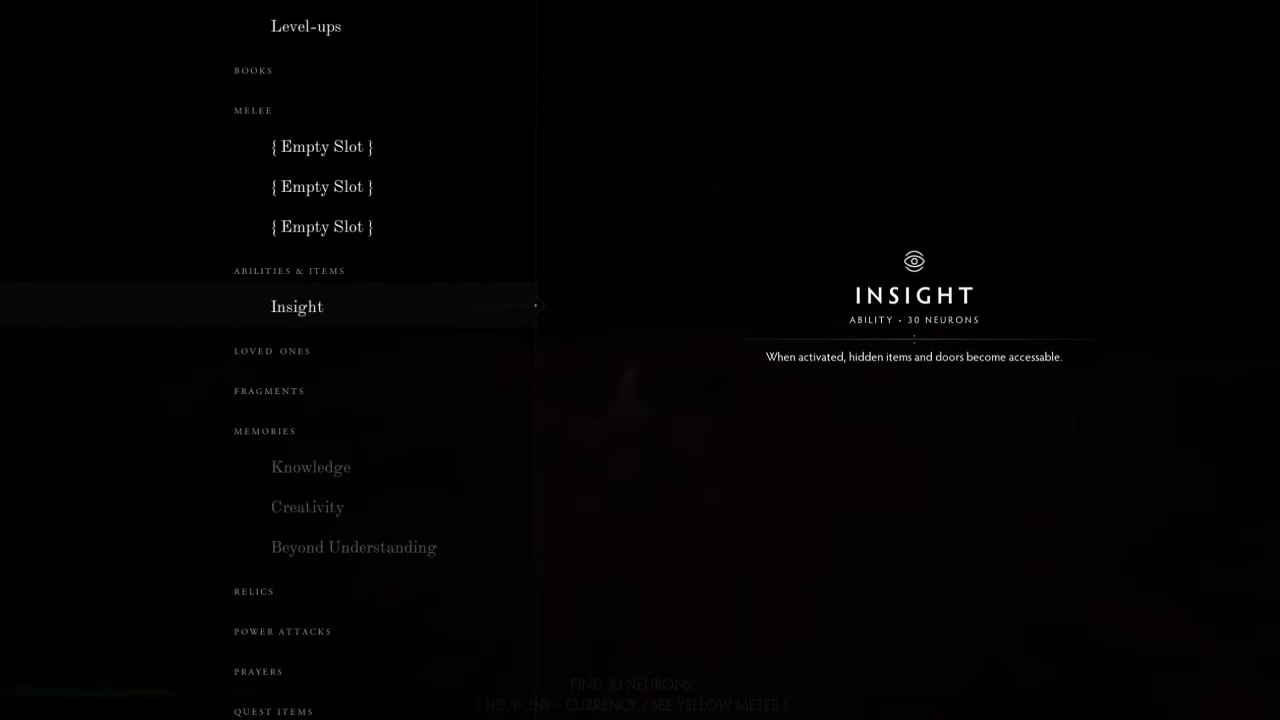 Level-ups
BOOKS
MELEE
{ Empty Slot }
{ Empty Slot }
{ Empty Slot }
ABILITIES & ITEMS
Insight
LOVED ONES
FRAGMENTS
MEMORIES
Knowledge
Creativity
Beyond Understanding
RELICS
POWER ATTACKS
PRAYERS
QUEST ITEMS
INSIGHT
ABILITY • 30 NEURONS
When activated, hidden items and doors become accessable.
FIND 30 NEURONS
( NEURONS = CURRENCY / SEE YELLOW METER )